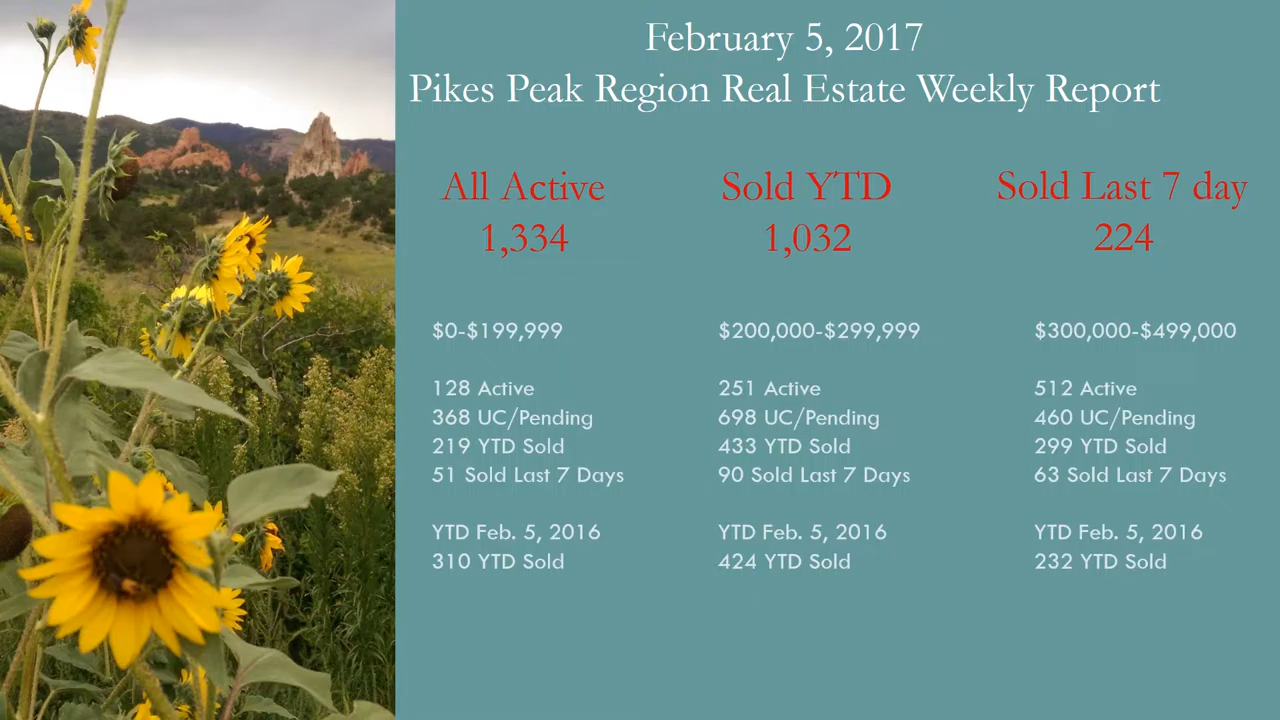 February 5, 2017
Pikes Peak Region Real Estate Weekly Report
All Active
1,334
Sold YTD
1,032
Sold Last 7 day
224
$0-$199,999
128 Active
368 UC/Pending
219 YTD Sold
51 Sold Last 7 Days
YTD Feb. 5, 2016
310 YTD Sold
$200,000-$299,999
251 Active
698 UC/Pending
433 YTD Sold
90 Sold Last 7 Days
YTD Feb. 5, 2016
424 YTD Sold
$300,000-$499,000
512 Active
460 UC/Pending
299 YTD Sold
63 Sold Last 7 Days
YTD Feb. 5, 2016
232 YTD Sold